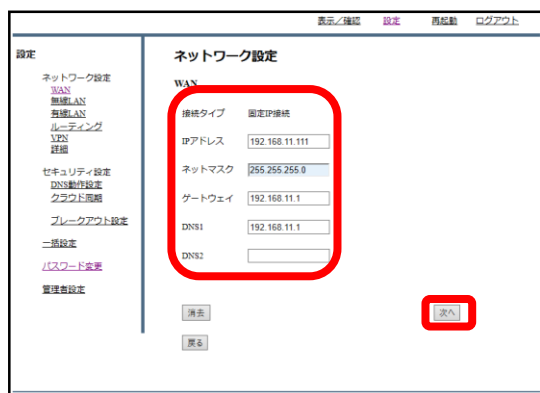 表示／確認 設定 再起動 ログアウト
設定
ネットワーク設定
WAN
無線LAN
有線LAN
ルーティング
VPN
詳細
セキュリティ設定
DNS動作設定
クラウド同期
ブレークアウト設定
一括設定
パスワード変更
管理者設定
ネットワーク設定
WAN
接続タイプ 固定IP接続
IPアドレス 192.168.11.111
ネットマスク 255.255.255.0
ゲートウェイ 192.168.11.1
DNS1 192.168.11.1
DNS2
消去 次へ
戻る